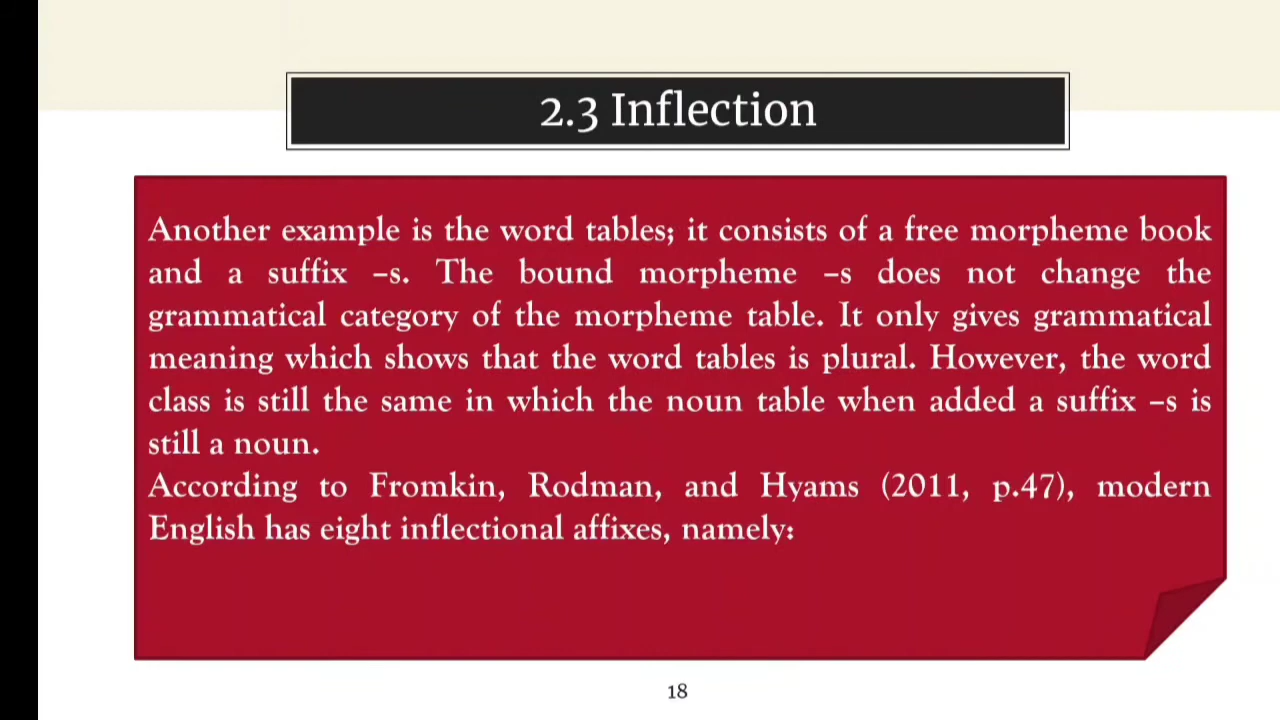 2.3 Inflection
Another example is the word tables; it consists of a free morpheme book
and a suffix –s. The bound morpheme –s does not change the
grammatical category of the morpheme table. It only gives grammatical
meaning which shows that the word tables is plural. However, the word
class is still the same in which the noun table when added a suffix –s is
still a noun.
According to Fromkin, Rodman, and Hyams (2011, p.47), modern
English has eight inflectional affixes, namely:
18